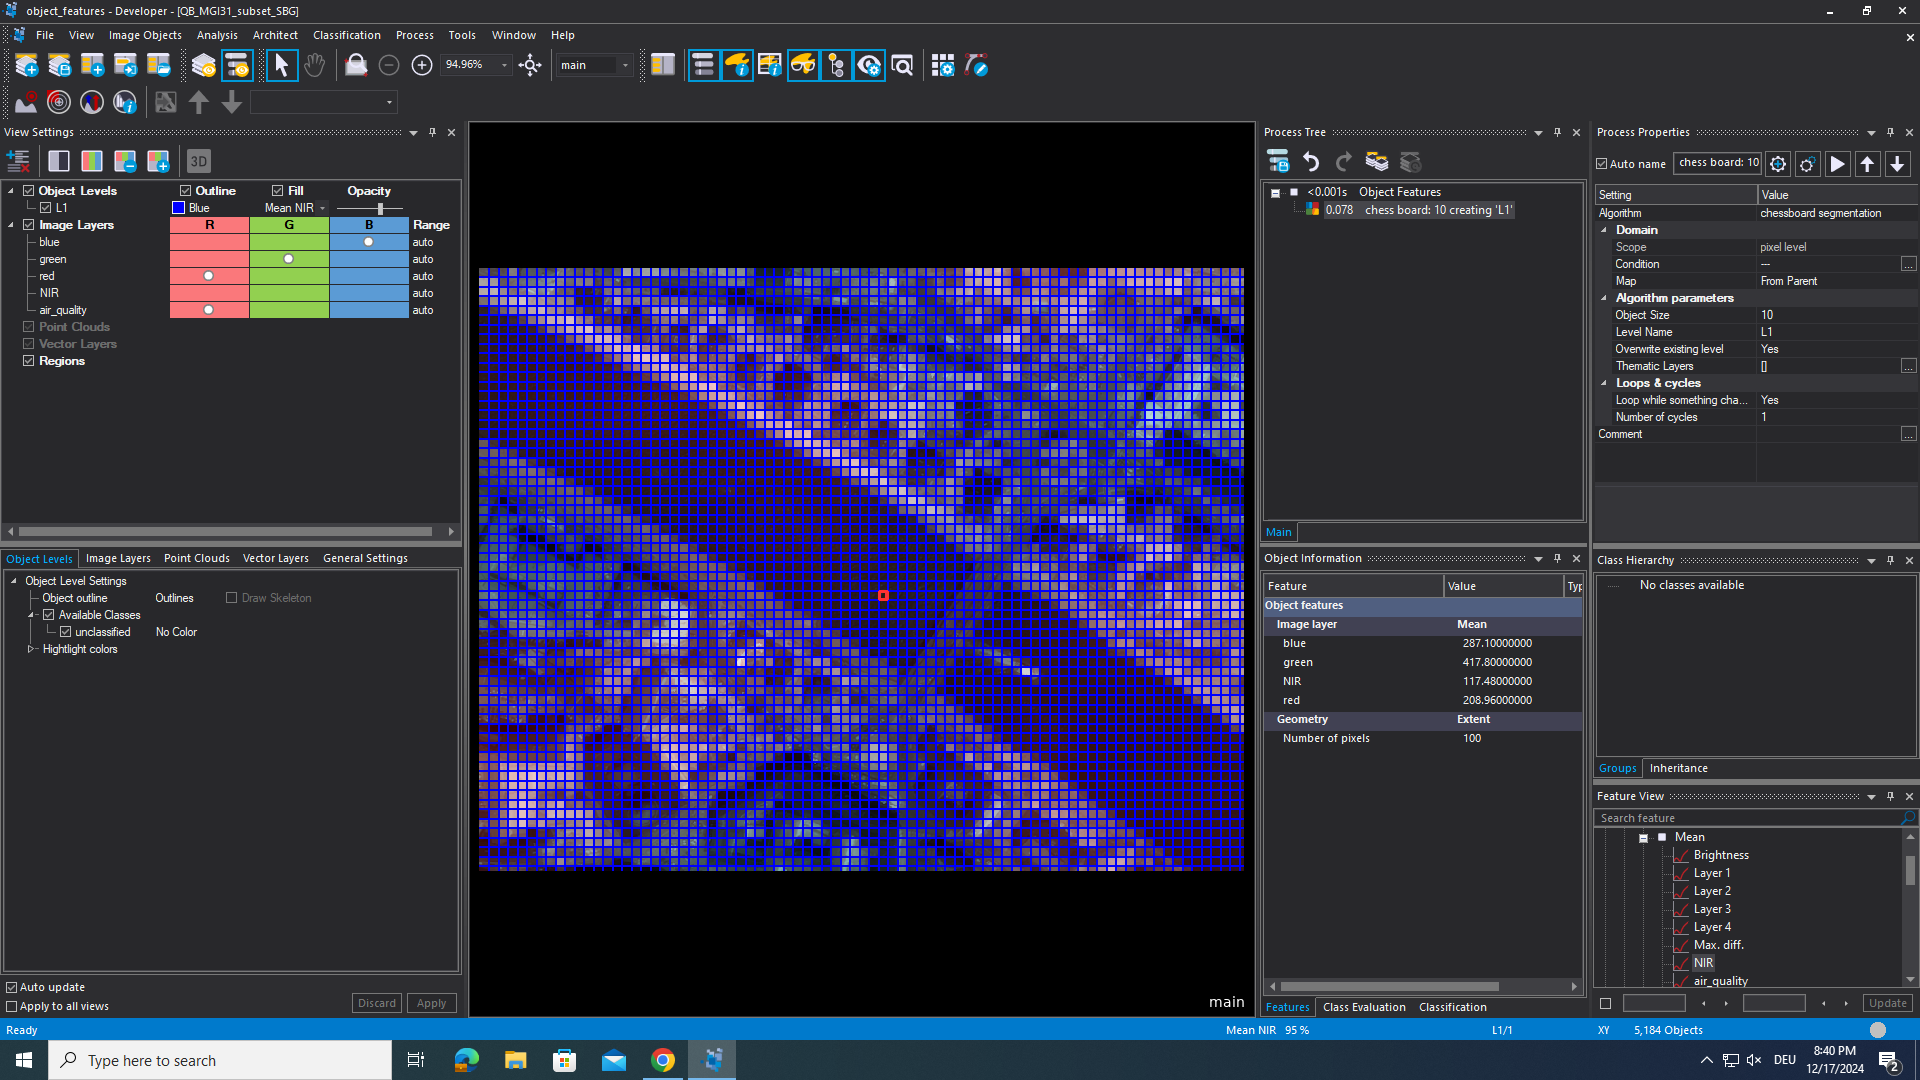 object_features - Developer - [QB_MGI31_subset_SBG]
File View Image Objects Analysis Architect Classification Process Tools Window Help
94.96% main
View Settings
3D
Object Levels Outline Fill Opacity
L1 Blue Mean NIR
Image Layers R G B Range
blue auto
green auto
red auto
NIR auto
air_quality auto
Point Clouds
Vector Layers
Regions
Object Levels Image Layers Point Clouds Vector Layers General Settings
Object Level Settings
Object outline Outlines Draw Skeleton
Available Classes
unclassified No Color
Hightlight colors
Auto update
Apply to all views Discard Apply
main
Process Tree
<0.001s Object Features
0.078 chess board: 10 creating 'L1'
Main
Object Information
Feature Value Typ
Object features
Image layer Mean
blue 287.10000000
green 417.80000000
NIR 117.48000000
red 208.96000000
Geometry Extent
Number of pixels 100
Features Class Evaluation Classification
Process Properties
Auto name chess board: 10
Setting Value
Algorithm chessboard segmentation
Domain
Scope pixel level
Condition ---
Map From Parent
Algorithm parameters
Object Size 10
Level Name L1
Overwrite existing level Yes
Thematic Layers []
Loops & cycles
Loop while something cha... Yes
Number of cycles 1
Comment
Class Hierarchy
No classes available
Groups Inheritance
Feature View
Search feature
Mean
Brightness
Layer 1
Layer 2
Layer 3
Layer 4
Max. diff.
NIR
air_quality
Update
Ready Mean NIR 95 % L1/1 XY 5,184 Objects
Type here to search
DEU
8:40 PM
12/17/2024
2